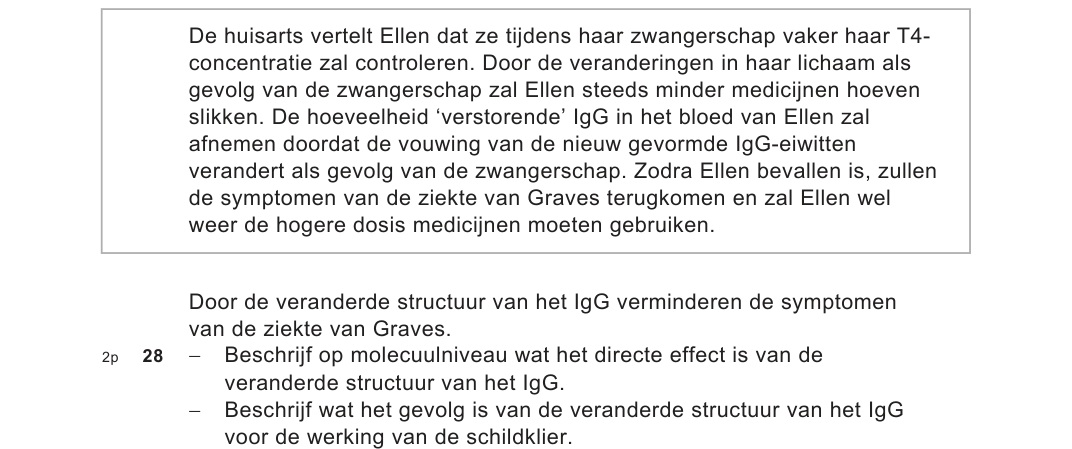 De huisarts vertelt Ellen dat ze tijdens haar zwangerschap vaker haar T4-
concentratie zal controleren. Door de veranderingen in haar lichaam als
gevolg van de zwangerschap zal Ellen steeds minder medicijnen hoeven
slikken. De hoeveelheid ‘verstorende’ IgG in het bloed van Ellen zal
afnemen doordat de vouwing van de nieuw gevormde IgG-eiwitten
verandert als gevolg van de zwangerschap. Zodra Ellen bevallen is, zullen
de symptomen van de ziekte van Graves terugkomen en zal Ellen wel
weer de hogere dosis medicijnen moeten gebruiken.
Door de veranderde structuur van het IgG verminderen de symptomen
van de ziekte van Graves.
2p 28 – Beschrijf op molecuulniveau wat het directe effect is van de
veranderde structuur van het IgG.
– Beschrijf wat het gevolg is van de veranderde structuur van het IgG
voor de werking van de schildklier.